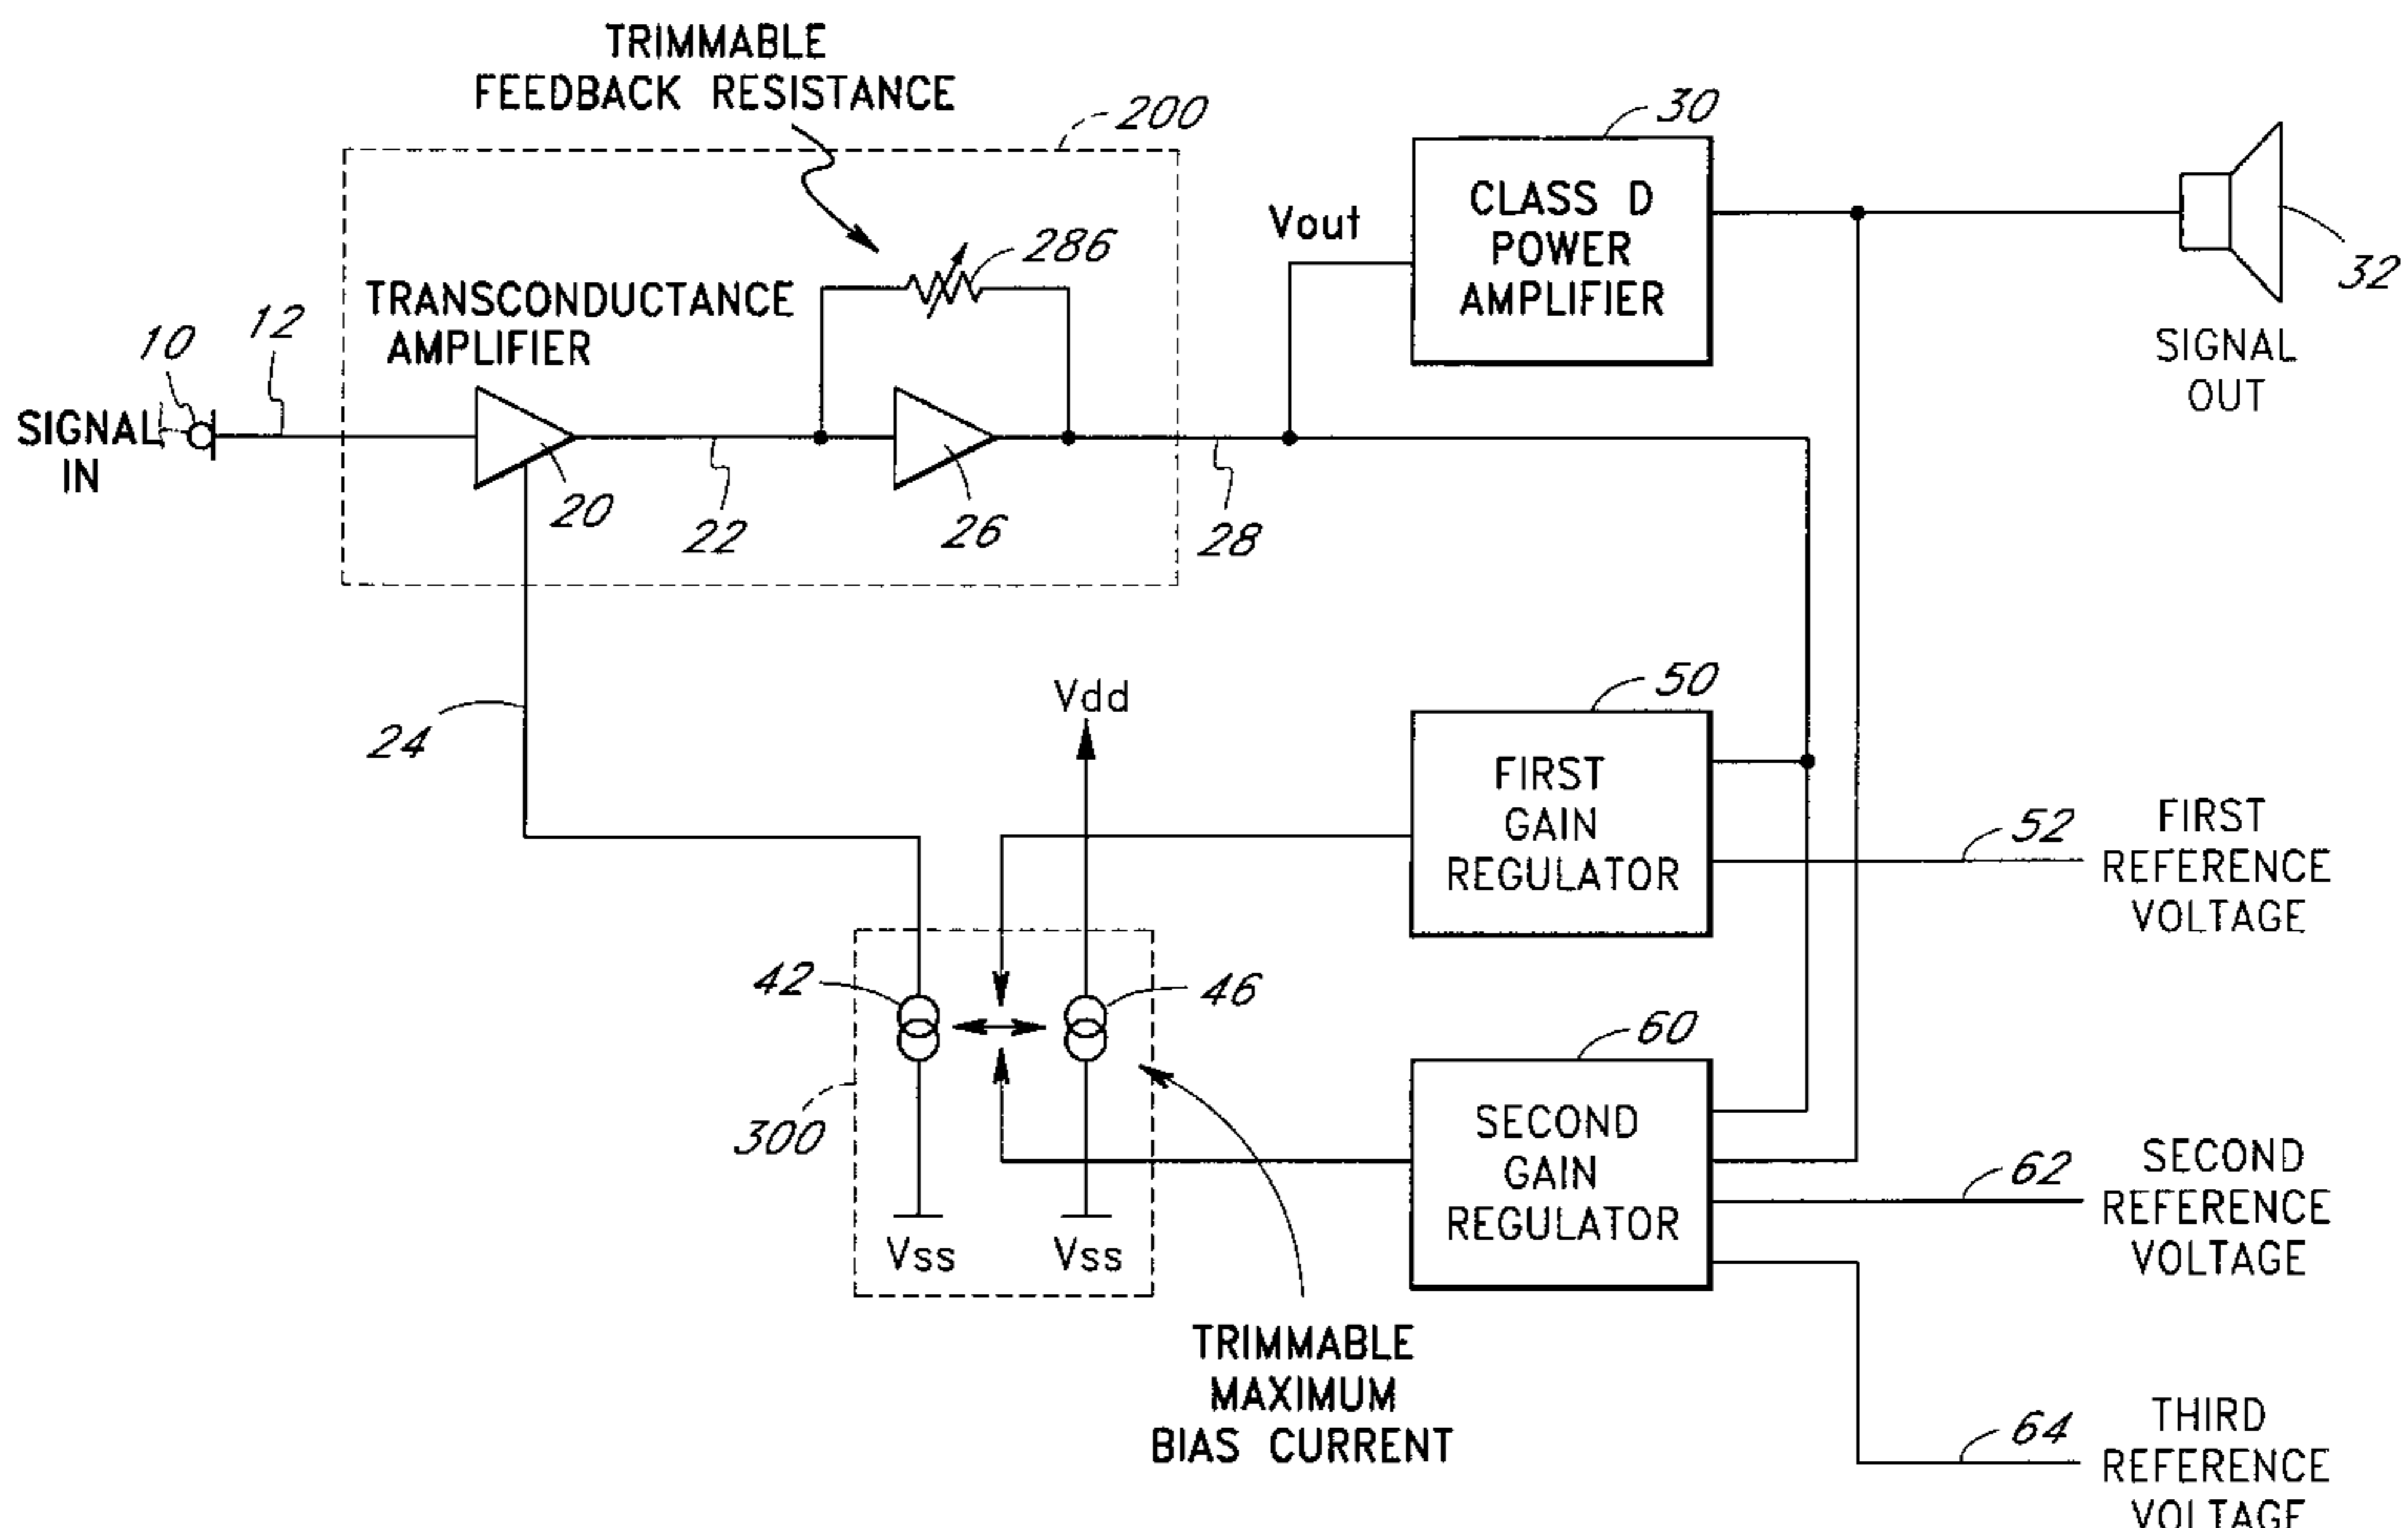 TRIMMABLE
FEEDBACK RESISTANCE
200
30
CLASS D
POWER
AMPLIFIER
Vout
286
32
SIGNAL
OUT
TRANSCONDUCTANCE
AMPLIFIER
10
12
SIGNAL
IN
20
22
26
28
24
Vdd
50
FIRST
GAIN
REGULATOR
52
FIRST
REFERENCE
VOLTAGE
42
46
300
Vss
Vss
60
SECOND
GAIN
REGULATOR
62
SECOND
REFERENCE
VOLTAGE
TRIMMABLE
MAXIMUM
BIAS CURRENT
64
THIRD
REFERENCE
VOLTAGE